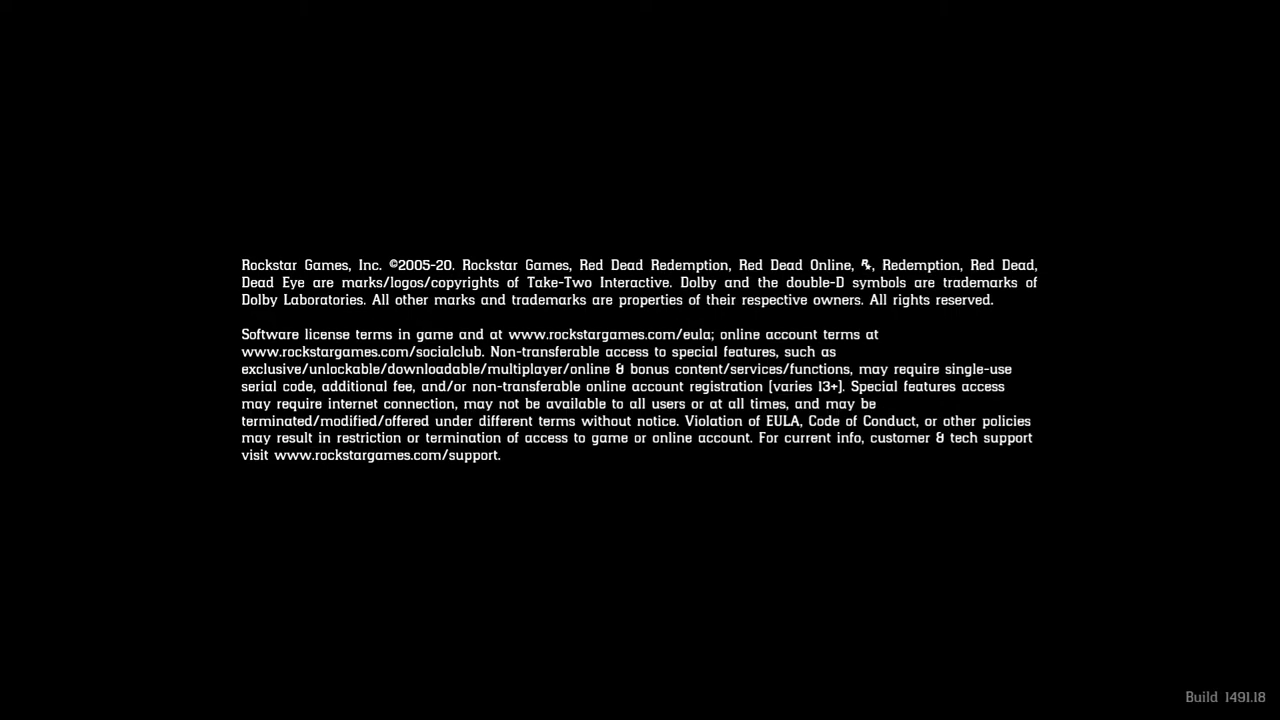 Rockstar Games, Inc. ©2005-20. Rockstar Games, Red Dead Redemption, Red Dead Online, R*, Redemption, Red Dead,
Dead Eye are marks/logos/copyrights of Take-Two Interactive. Dolby and the double-D symbols are trademarks of
Dolby Laboratories. All other marks and trademarks are properties of their respective owners. All rights reserved.
Software license terms in game and at www.rockstargames.com/eula; online account terms at
www.rockstargames.com/socialclub. Non-transferable access to special features, such as
exclusive/unlockable/downloadable/multiplayer/online & bonus content/services/functions, may require single-use
serial code, additional fee, and/or non-transferable online account registration [varies 13+]. Special features access
may require internet connection, may not be available to all users or at all times, and may be
terminated/modified/offered under different terms without notice. Violation of EULA, Code of Conduct, or other policies
may result in restriction or termination of access to game or online account. For current info, customer & tech support
visit www.rockstargames.com/support.
Build 1491.18